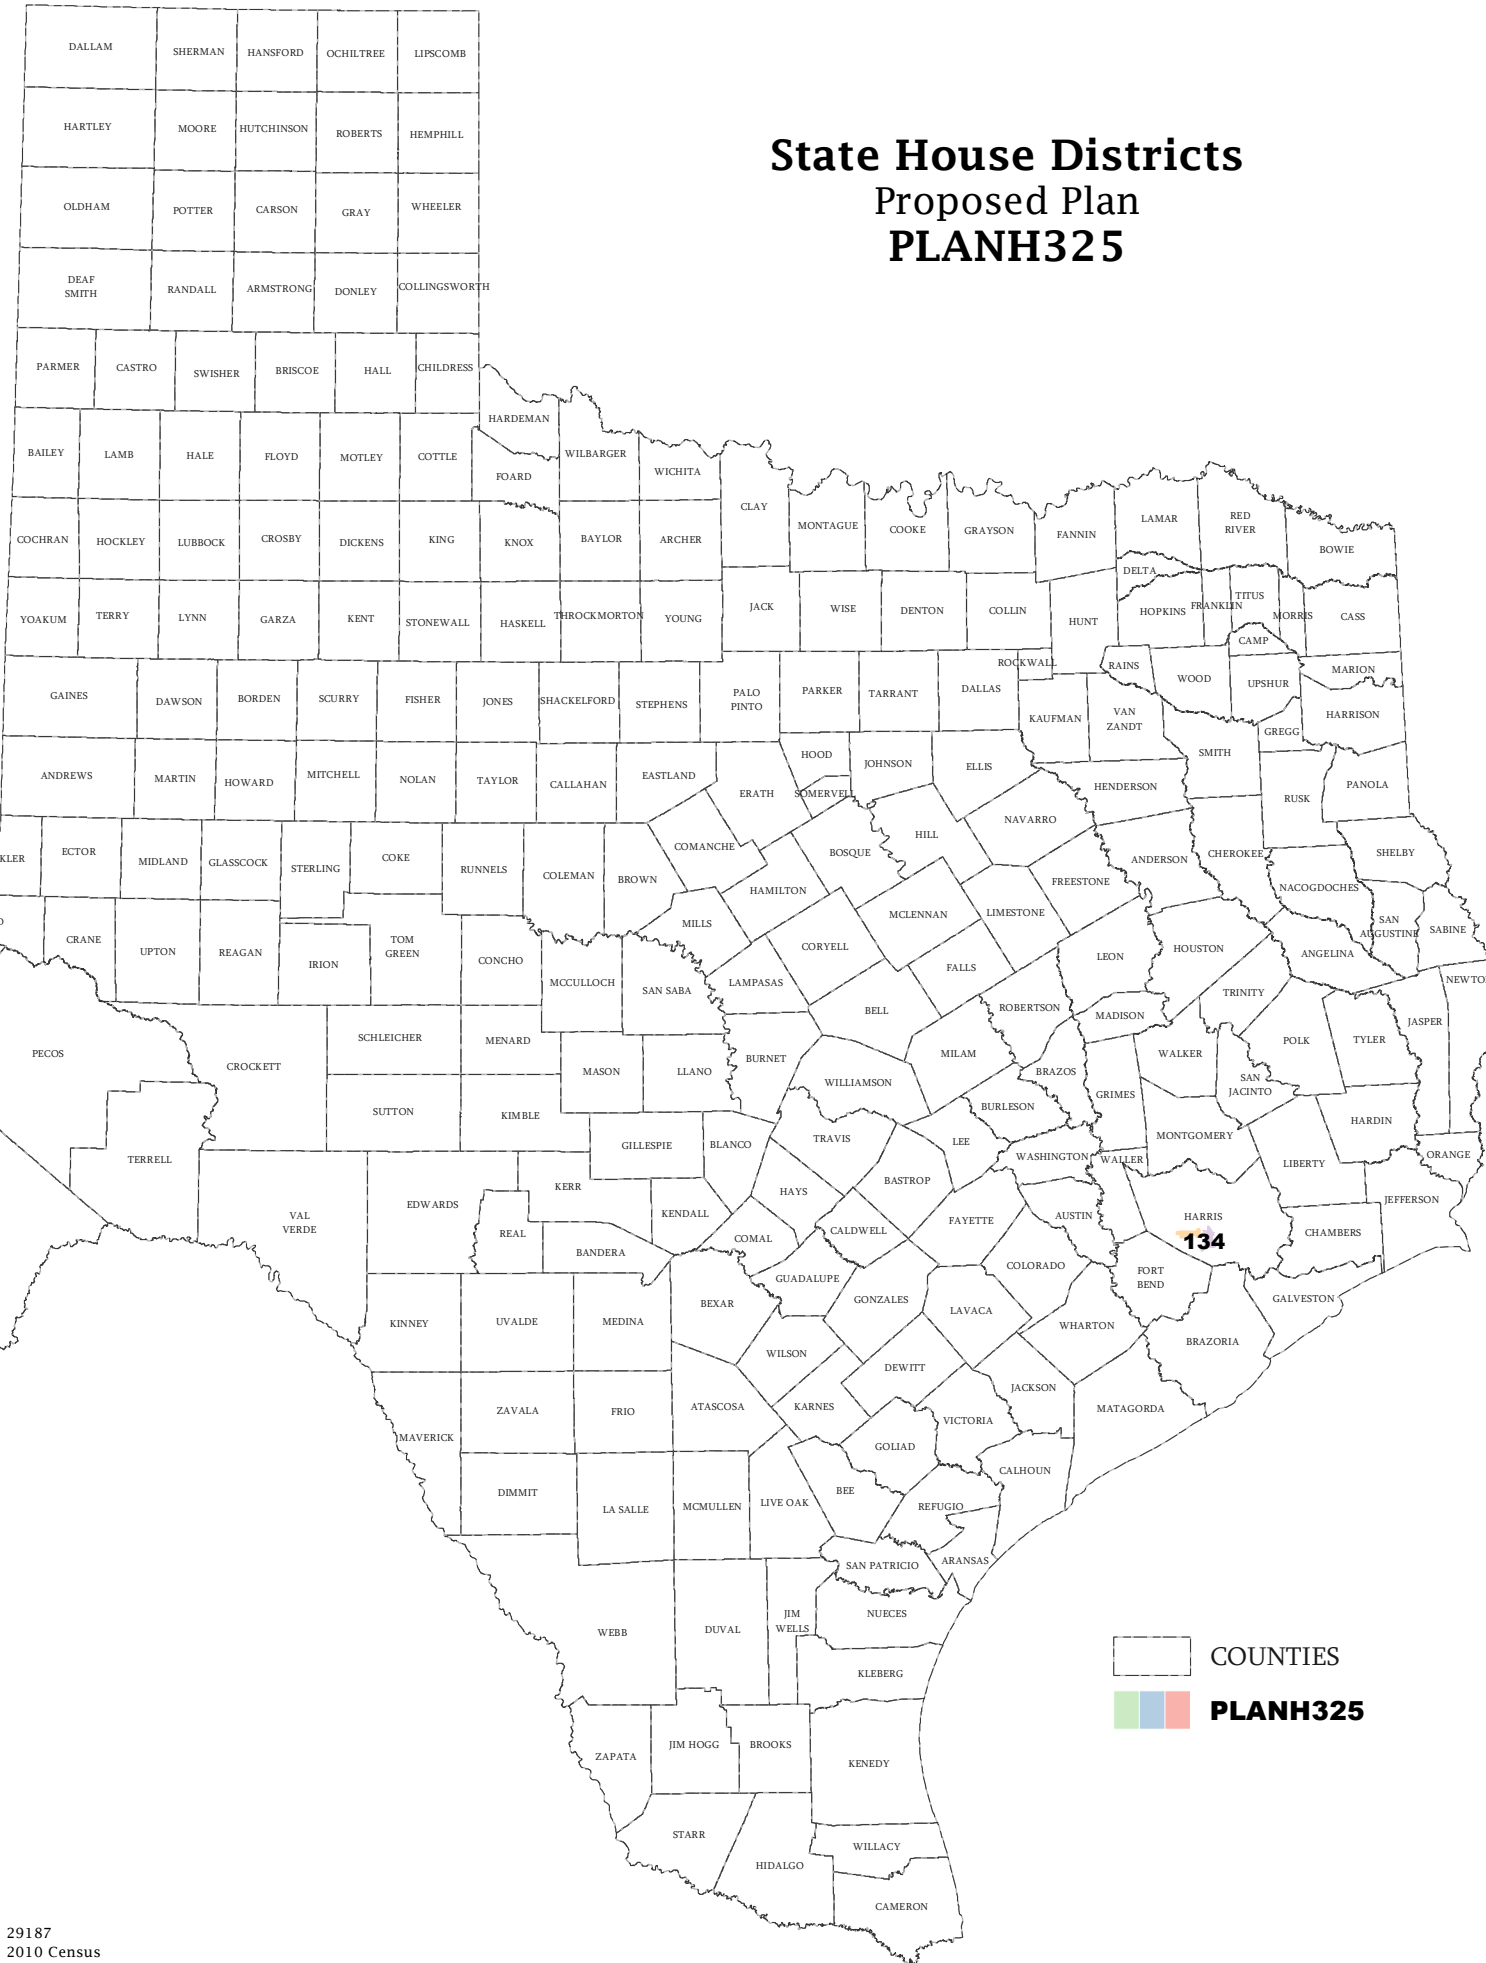 State House Districts
Proposed Plan
PLANH325
DALLAM
SHERMAN
HANSFORD
OCHILTREE
LIPSCOMB
HARTLEY
MOORE
HUTCHINSON
ROBERTS
HEMPHILL
OLDHAM
POTTER
CARSON
GRAY
WHEELER
DEAF
SMITH
RANDALL
ARMSTRONG
DONLEY
COLLINGSWORTH
PARMER
CASTRO
SWISHER
BRISCOE
HALL
CHILDRESS
HARDEMAN
BAILEY
LAMB
HALE
FLOYD
MOTLEY
COTTLE
FOARD
WILBARGER
WICHITA
CLAY
MONTAGUE
COOKE
GRAYSON
FANNIN
LAMAR
RED
RIVER
BOWIE
COCHRAN
HOCKLEY
LUBBOCK
CROSBY
DICKENS
KING
KNOX
BAYLOR
ARCHER
DELTA
YOAKUM
TERRY
LYNN
GARZA
KENT
STONEWALL
HASKELL
THROCKMORTON
YOUNG
JACK
WISE
DENTON
COLLIN
HUNT
HOPKINS
FRANKLIN
TITUS
MORRIS
CASS
CAMP
GAINES
DAWSON
BORDEN
SCURRY
FISHER
JONES
SHACKELFORD
STEPHENS
PALO
PINTO
PARKER
TARRANT
DALLAS
ROCKWALL
RAINS
WOOD
UPSHUR
MARION
KAUFMAN
VAN
ZANDT
GREGG
HARRISON
SMITH
ANDREWS
MARTIN
HOWARD
MITCHELL
NOLAN
TAYLOR
CALLAHAN
EASTLAND
ERATH
HOOD
SOMERVELL
JOHNSON
ELLIS
HENDERSON
RUSK
PANOLA
KLER
ECTOR
MIDLAND
GLASSCOCK
STERLING
COKE
RUNNELS
COLEMAN
BROWN
COMANCHE
HAMILTON
BOSQUE
HILL
NAVARRO
FREESTONE
ANDERSON
CHEROKEE
NACOGDOCHES
SHELBY
CRANE
UPTON
REAGAN
IRION
TOM
GREEN
CONCHO
MCCULLOCH
SAN SABA
MILLS
LAMPASAS
CORYELL
MCLENNAN
LIMESTONE
FALLS
LEON
HOUSTON
ANGELINA
SAN
AUGUSTINE
SABINE
PECOS
TERRELL
CROCKETT
SCHLEICHER
SUTTON
MENARD
KIMBLE
MASON
LLANO
BURNET
BELL
WILLIAMSON
MILAM
ROBERTSON
BRAZOS
MADISON
GRIMES
WALKER
TRINITY
SAN
JACINTO
POLK
TYLER
JASPER
NEWTO
GILLESPIE
BLANCO
TRAVIS
LEE
BURLESON
WASHINGTON
WALLER
MONTGOMERY
LIBERTY
HARDIN
ORANGE
JEFFERSON
VAL
VERDE
EDWARDS
REAL
KERR
BANDERA
KENDALL
COMAL
HAYS
CALDWELL
BASTROP
FAYETTE
AUSTIN
COLORADO
HARRIS
134
CHAMBERS
FORT
BEND
GALVESTON
BRAZORIA
KINNEY
UVALDE
MEDINA
BEXAR
GUADALUPE
GONZALES
LAVACA
WHARTON
WILSON
DEWITT
JACKSON
MATAGORDA
MAVERICK
ZAVALA
FRIO
ATASCOSA
KARNES
GOLIAD
VICTORIA
CALHOUN
DIMMIT
LA SALLE
MCMULLEN
LIVE OAK
BEE
REFUGIO
ARANSAS
SAN PATRICIO
WEBB
DUVAL
JIM
WELLS
NUECES
KLEBERG
ZAPATA
JIM HOGG
BROOKS
KENEDY
STARR
HIDALGO
WILLACY
CAMERON
COUNTIES
PLANH325
29187
2010 Census